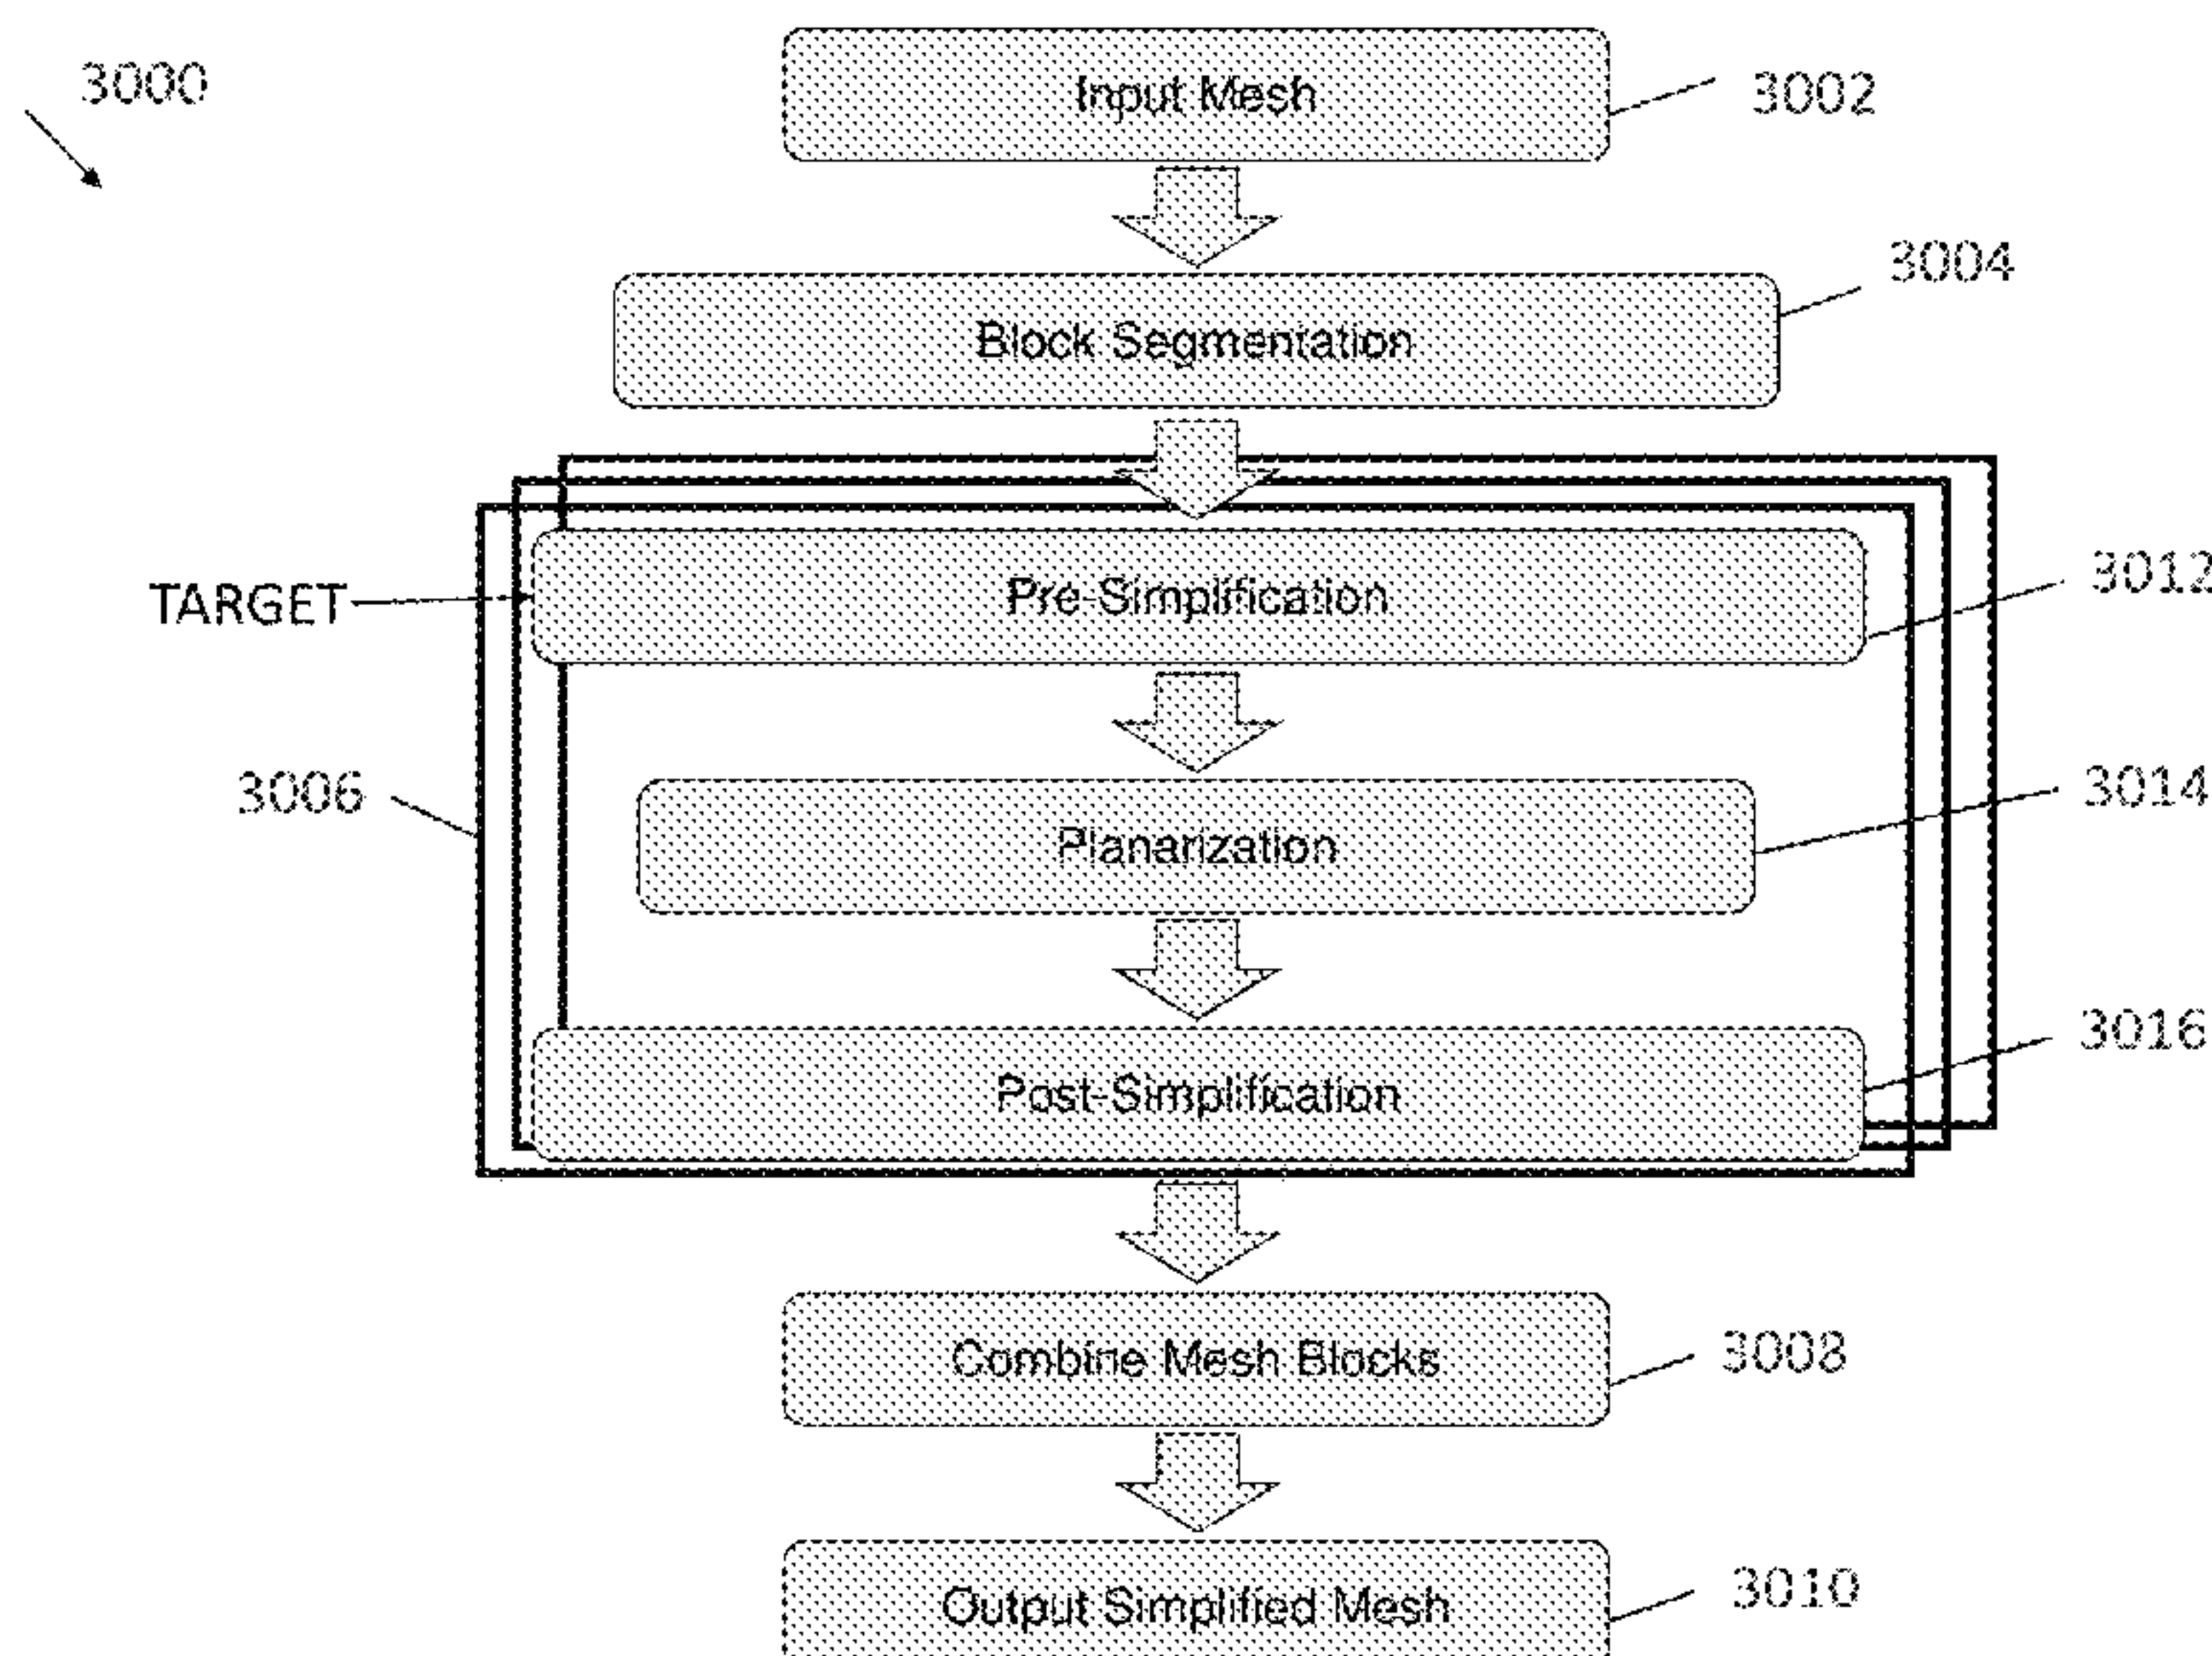 3000
Input Mesh
3002
Block Segmentation
3004
TARGET
Pre-Simplification
3012
3006
Planarization
3014
Post-Simplification
3016
Combine Mesh Blocks
3008
Output Simplified Mesh
3010